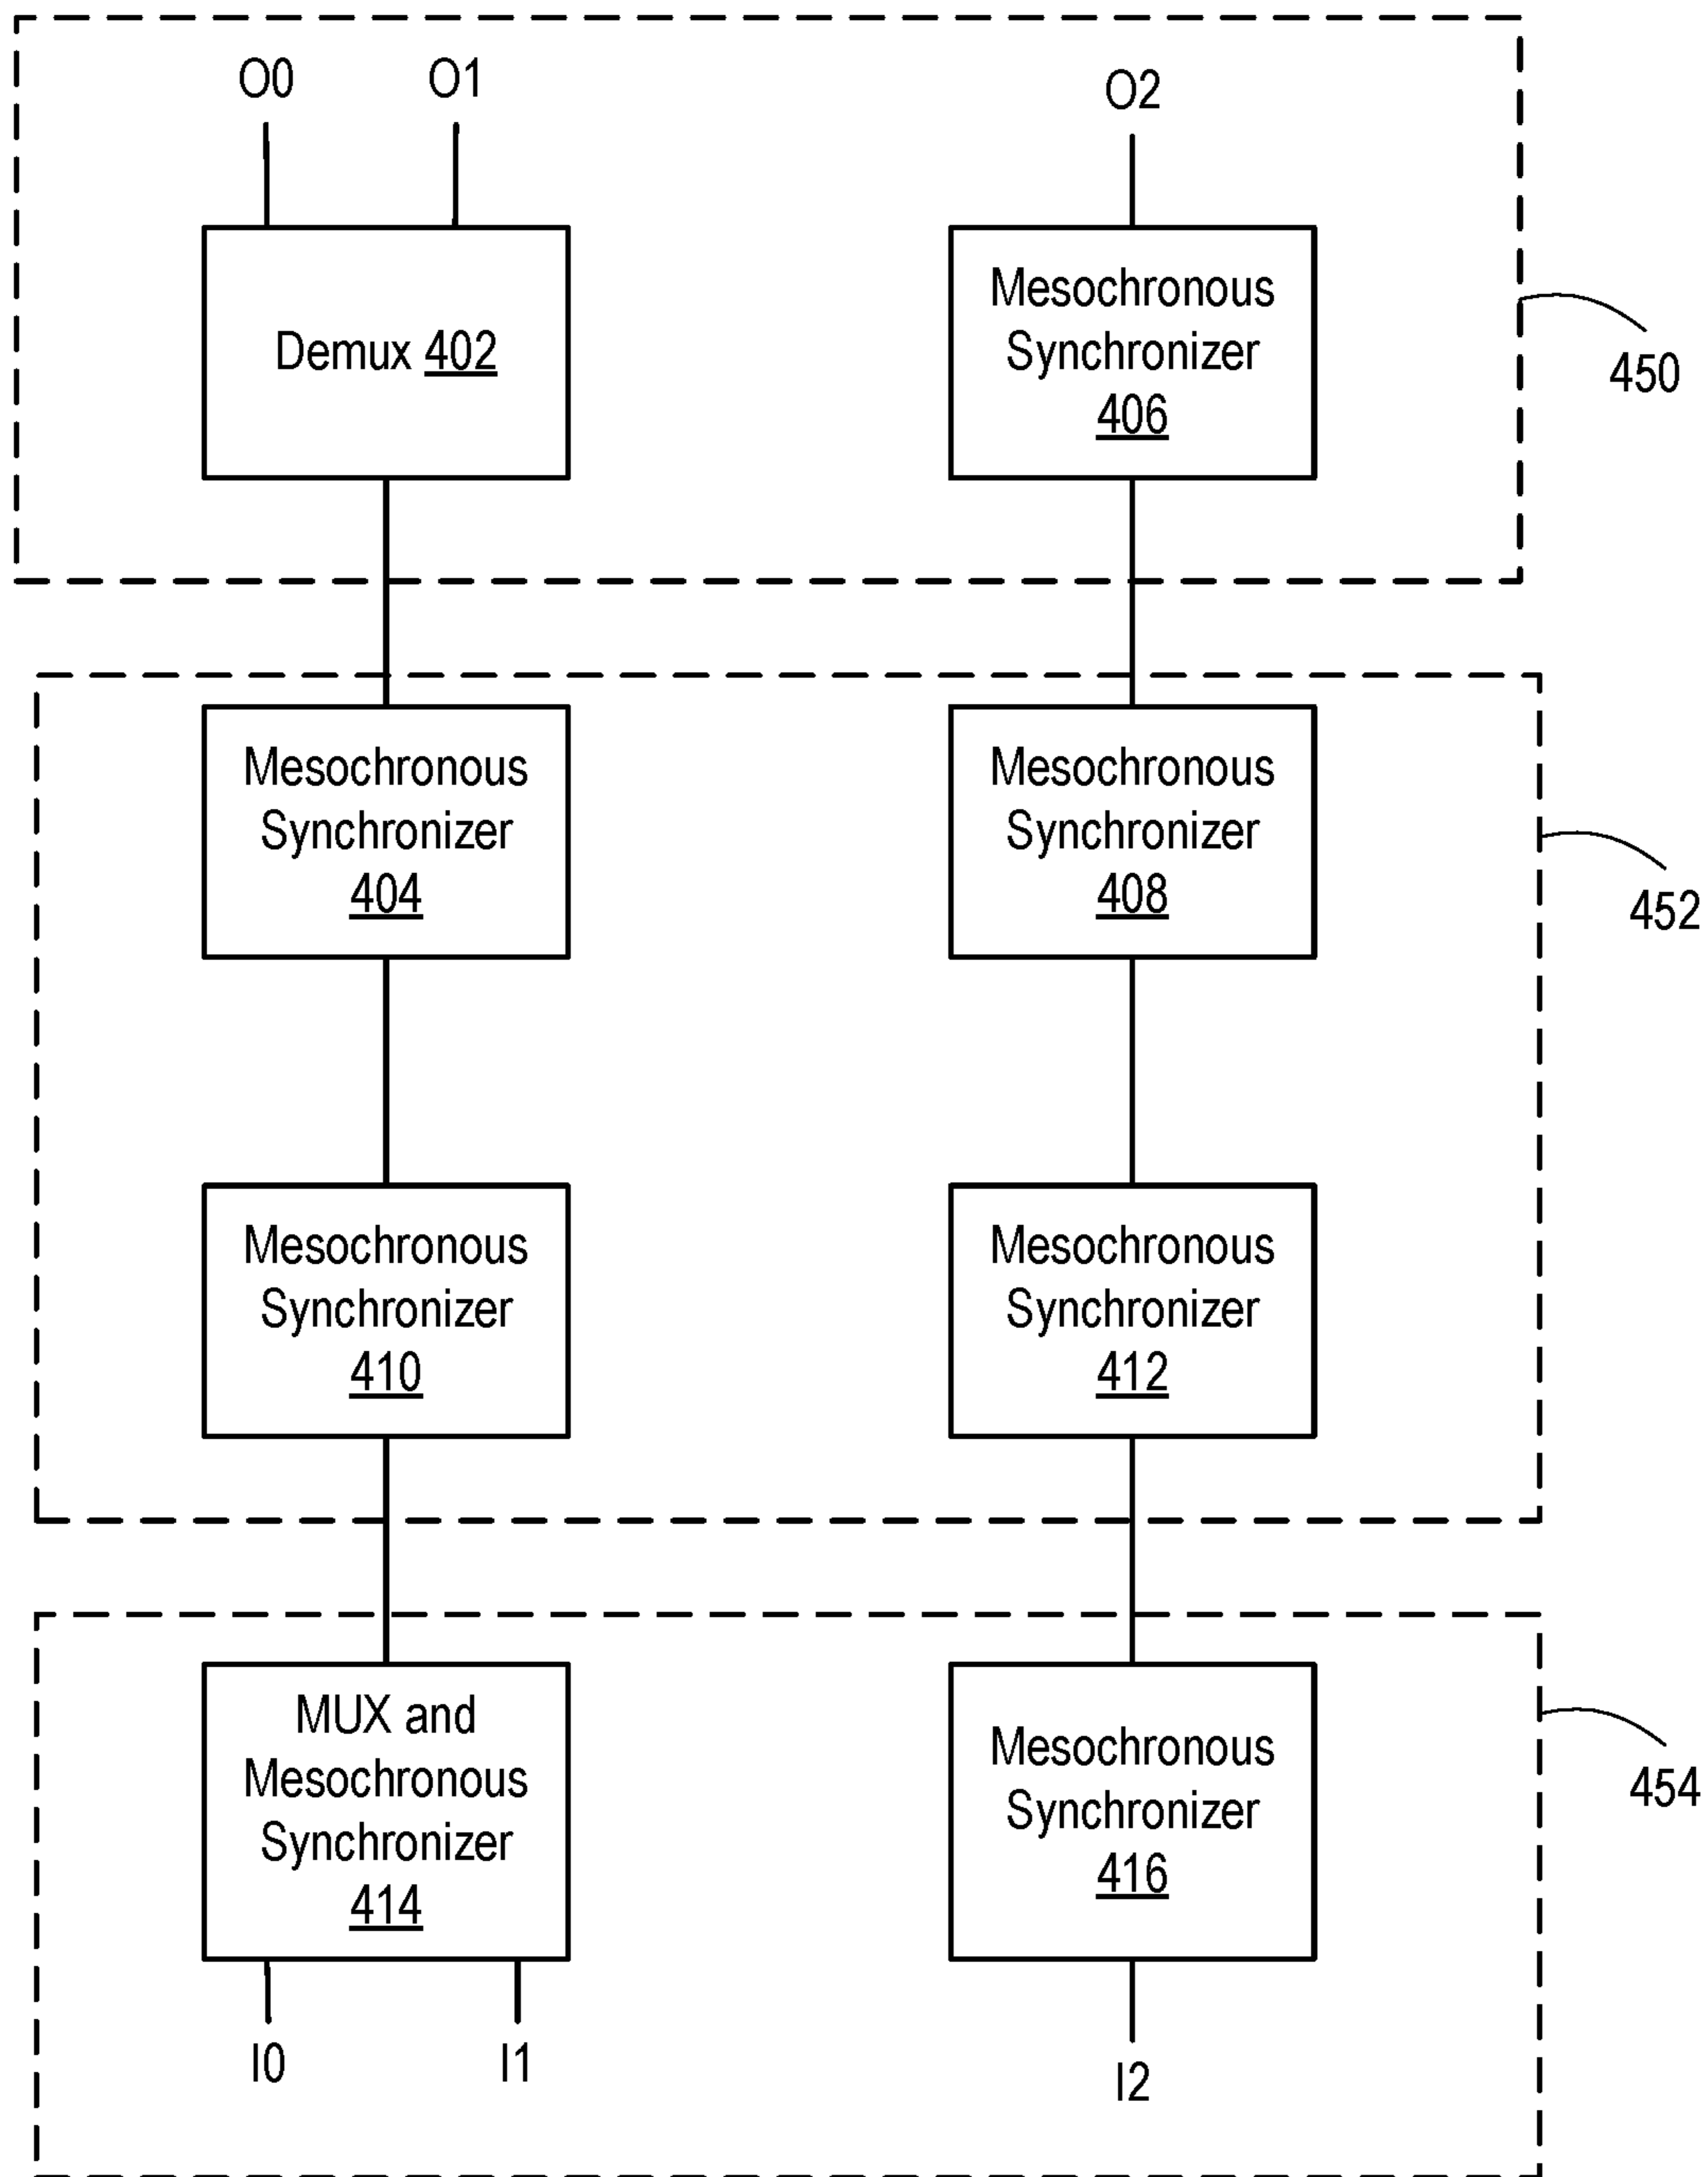 O0 O1
O2
Demux 402
Mesochronous
Synchronizer
406
450
Mesochronous
Synchronizer
404
Mesochronous
Synchronizer
408
452
Mesochronous
Synchronizer
410
Mesochronous
Synchronizer
412
MUX and
Mesochronous
Synchronizer
414
Mesochronous
Synchronizer
416
454
I0 I1
I2